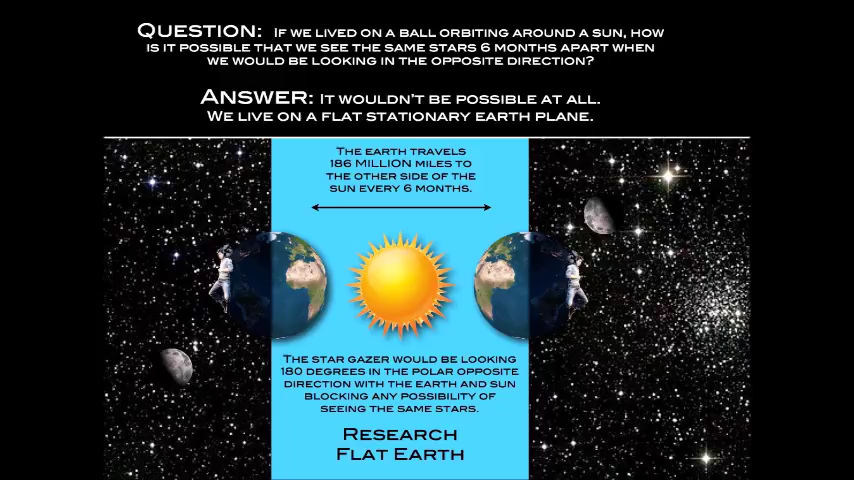 QUESTION: IF WE LIVED ON A BALL ORBITING AROUND A SUN, HOW
IS IT POSSIBLE THAT WE SEE THE SAME STARS 6 MONTHS APART WHEN
WE WOULD BE LOOKING IN THE OPPOSITE DIRECTION?
ANSWER: IT WOULDN'T BE POSSIBLE AT ALL.
WE LIVE ON A FLAT STATIONARY EARTH PLANE.
THE EARTH TRAVELS
186 MILLION MILES TO
THE OTHER SIDE OF THE
SUN EVERY 6 MONTHS.
THE STAR GAZER WOULD BE LOOKING
180 DEGREES IN THE POLAR OPPOSITE
DIRECTION WITH THE EARTH AND SUN
BLOCKING ANY POSSIBILITY OF
SEEING THE SAME STARS.
RESEARCH
FLAT EARTH